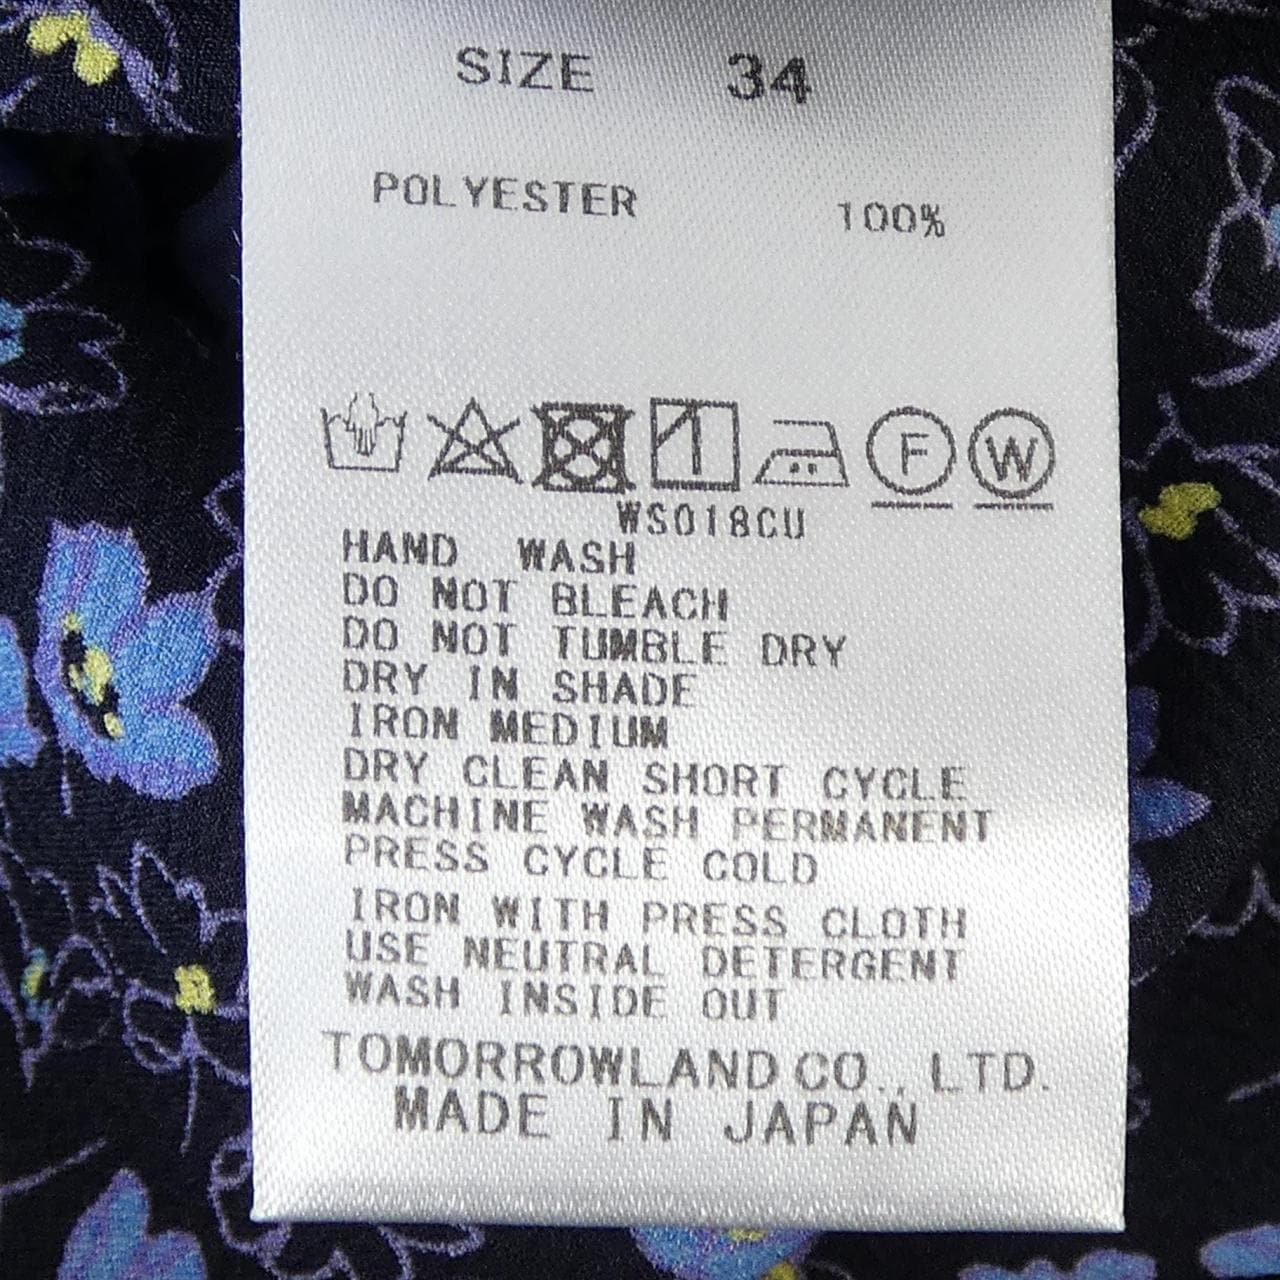 SIZE 34
POLYESTER 100%
F W
WS018CU
HAND WASH
DO NOT BLEACH
DO NOT TUMBLE DRY
DRY IN SHADE
IRON MEDIUM
DRY CLEAN SHORT CYCLE
MACHINE WASH PERMANENT
PRESS CYCLE COLD
IRON WITH PRESS CLOTH
USE NEUTRAL DETERGENT
WASH INSIDE OUT
TOMORROWLAND CO., LTD.
MADE IN JAPAN